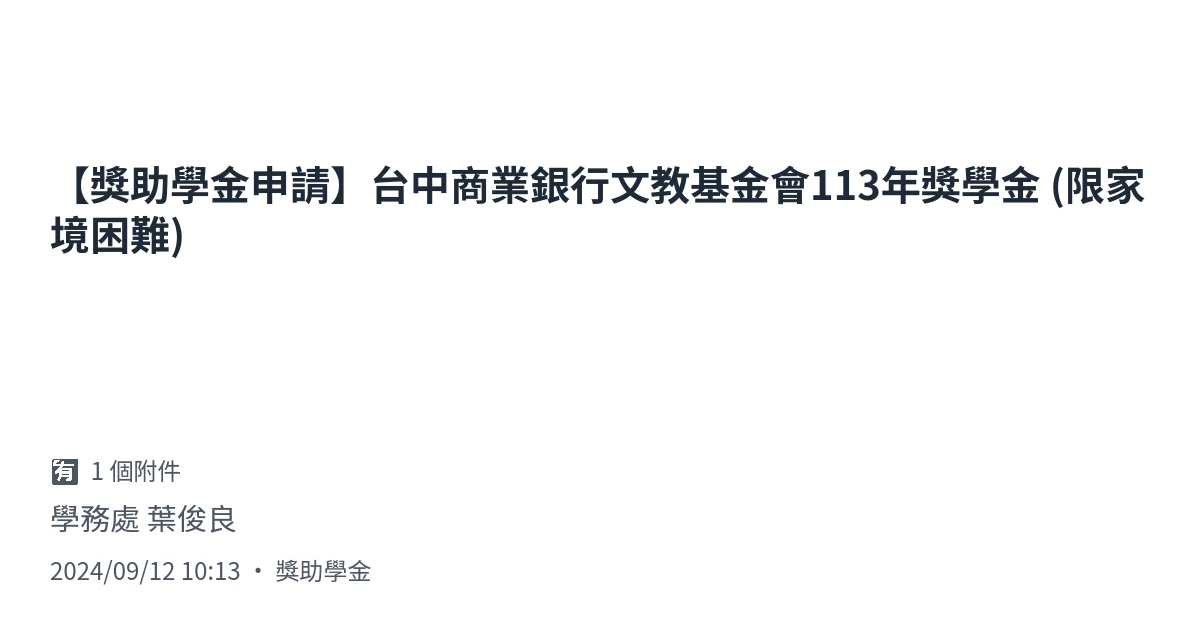 【獎助學金申請】台中商業銀行文教基金會113年獎學金 (限家
境困難)
有 1 個附件
學務處 葉俊良
2024/09/12 10:13 • 獎助學金